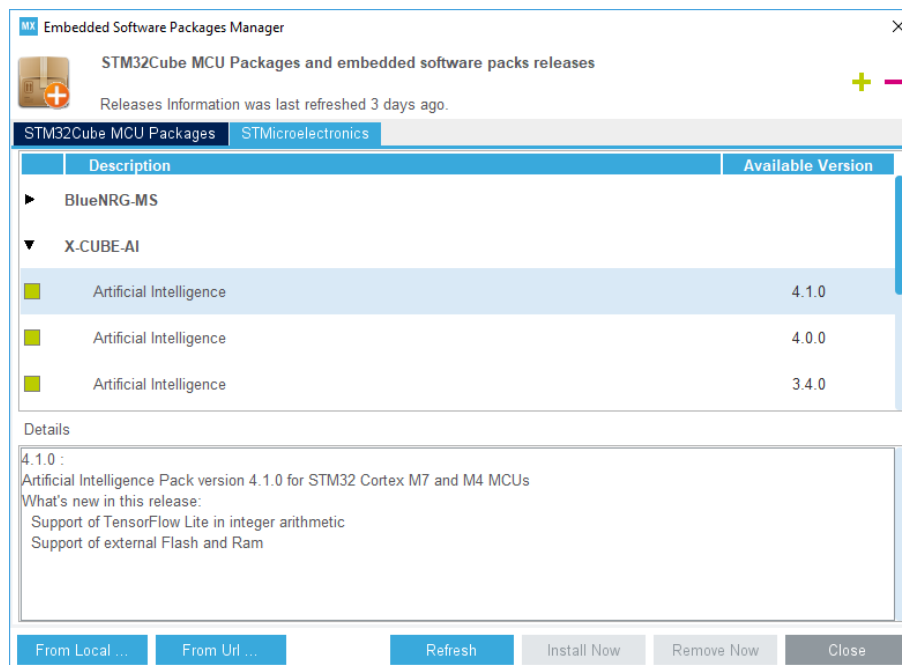 MX Embedded Software Packages Manager
STM32Cube MCU Packages and embedded software packs releases
Releases Information was last refreshed 3 days ago.
STM32Cube MCU Packages STMicroelectronics
Description Available Version
BlueNRG-MS
X-CUBE-AI
Artificial Intelligence 4.1.0
Artificial Intelligence 4.0.0
Artificial Intelligence 3.4.0
Details
4.1.0 :
Artificial Intelligence Pack version 4.1.0 for STM32 Cortex M7 and M4 MCUs
What's new in this release:
Support of TensorFlow Lite in integer arithmetic
Support of external Flash and Ram
From Local ... From Url ... Refresh Install Now Remove Now Close